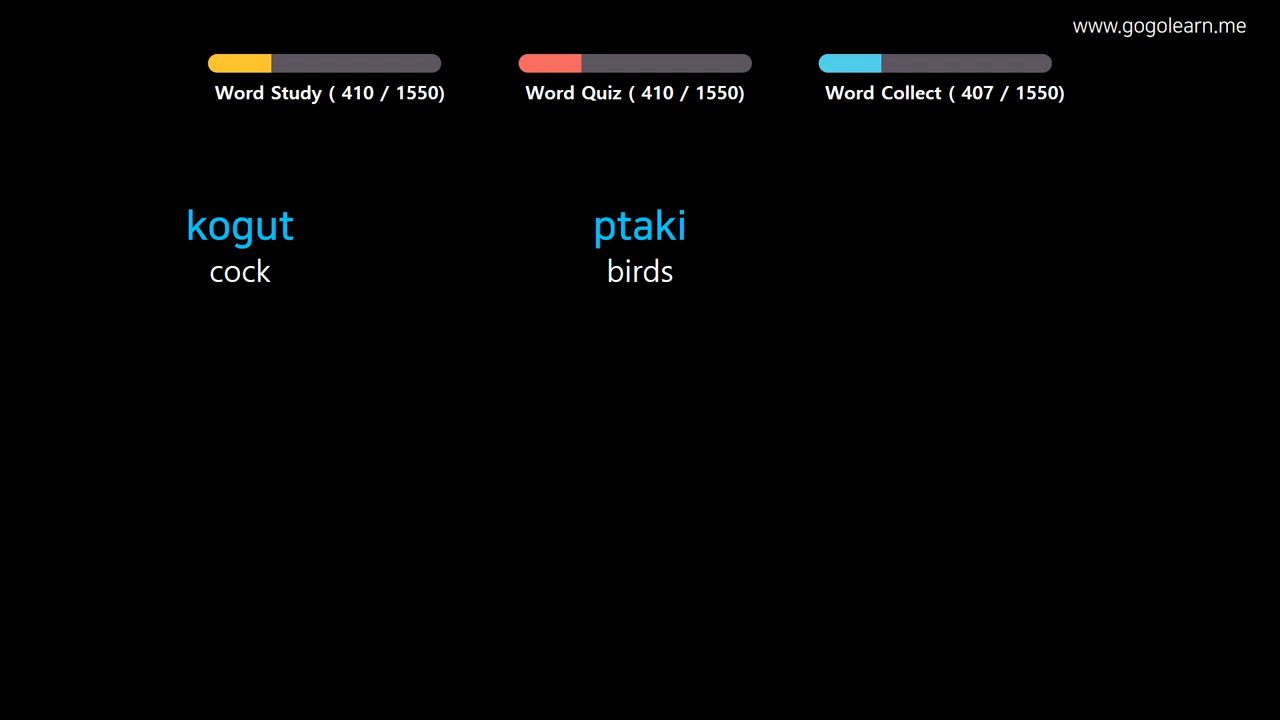 www.gogolearn.me
Word Study ( 410 / 1550)
Word Quiz ( 410 / 1550)
Word Collect ( 407 / 1550)
kogut
cock
ptaki
birds